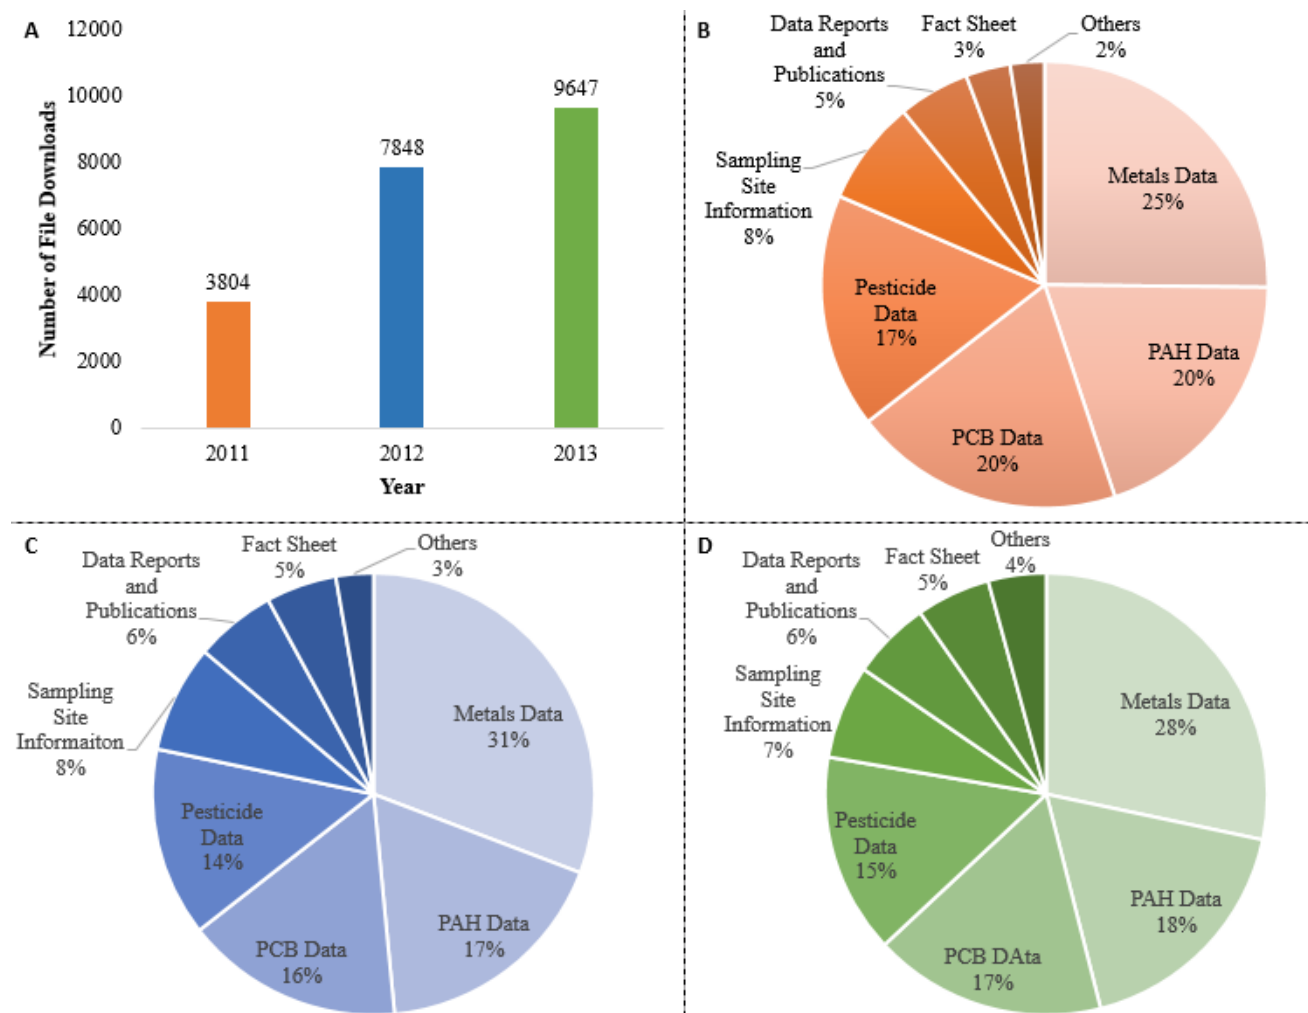 A
12000
10000
8000
6000
4000
2000
0
Number of File Downloads
3804
7848
9647
2011
2012
2013
Year
B
Data Reports
and
Publications
5%
Fact Sheet
3%
Others
2%
Sampling
Site
Information
8%
Metals Data
25%
Pesticide
Data
17%
PAH Data
20%
PCB Data
20%
C
Data Reports
and
Publications
6%
Fact Sheet
5%
Others
3%
Sampling
Site
Informaiton
8%
Metals Data
31%
Pesticide
Data
14%
PAH Data
17%
PCB Data
16%
D
Data Reports
and
Publications
6%
Fact Sheet
5%
Others
4%
Sampling
Site
Information
7%
Metals Data
28%
Pesticide
Data
15%
PAH Data
18%
PCB DAta
17%